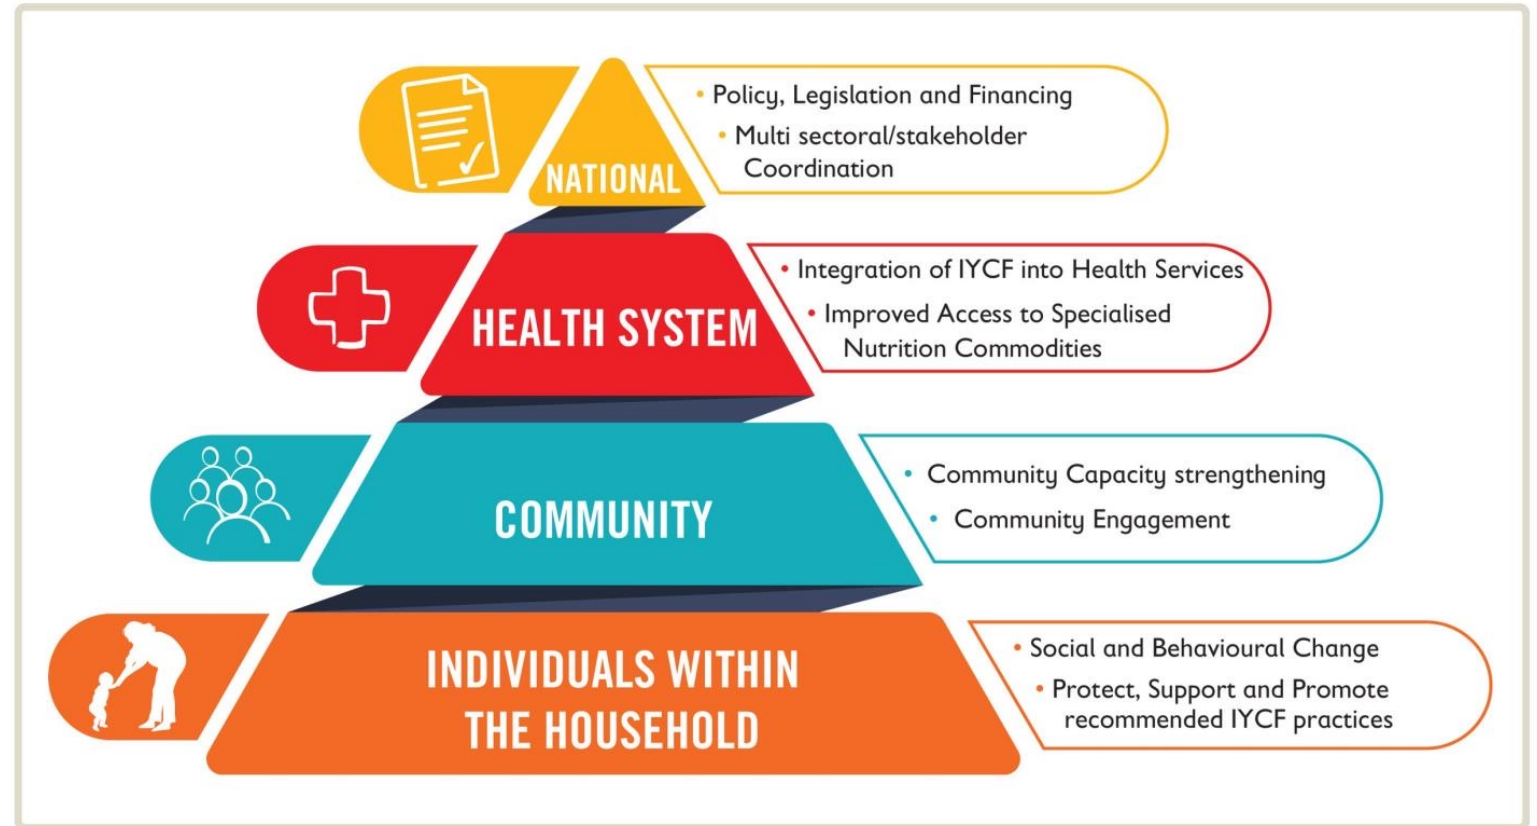 NATIONAL
• Policy, Legislation and Financing
• Multi sectoral/stakeholder
Coordination
HEALTH SYSTEM
• Integration of IYCF into Health Services
• Improved Access to Specialised
Nutrition Commodities
COMMUNITY
• Community Capacity strengthening
• Community Engagement
INDIVIDUALS WITHIN
THE HOUSEHOLD
• Social and Behavioural Change
• Protect, Support and Promote
recommended IYCF practices